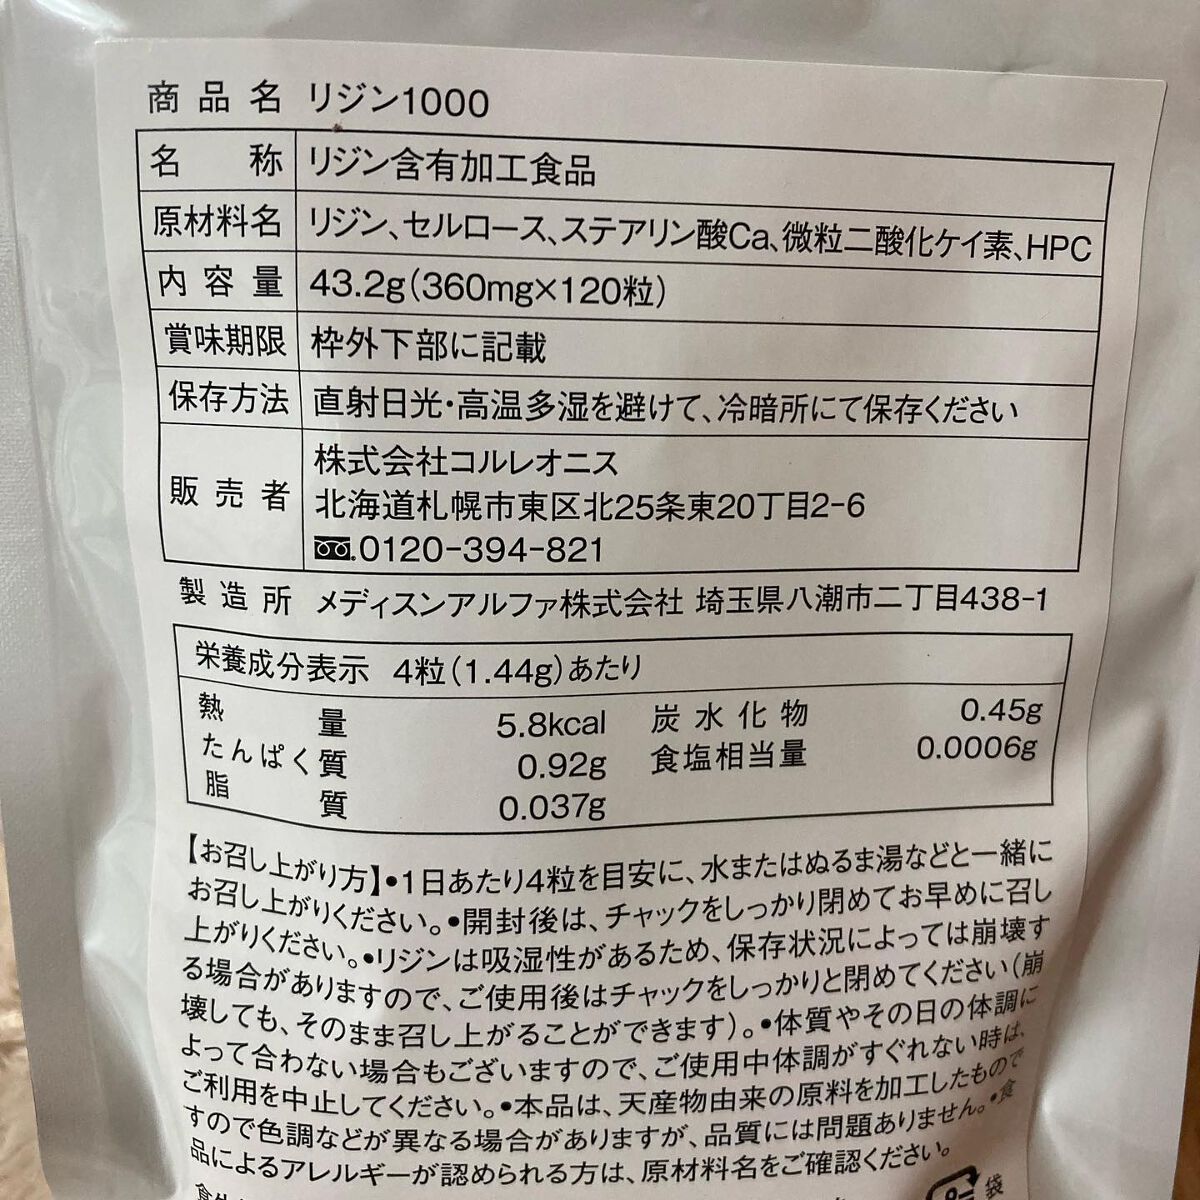 商品名 リジン1000
名称 リジン含有加工食品
原材料名 リジン、セルロース、ステアリン酸Ca、微粒二酸化ケイ素、HPC
内容量 43.2g(360mg×120粒)
賞味期限 枠外下部に記載
保存方法 直射日光・高温多湿を避けて、冷暗所にて保存ください
販売者 株式会社コルレオニス
北海道札幌市東区北25条東20丁目2-6
0120-394-821
製造所 メディスンアルファ株式会社 埼玉県八潮市二丁目438-1
栄養成分表示 4粒(1.44g)あたり
熱量 5.8kcal 炭水化物 0.45g
たんぱく質 0.92g 食塩相当量 0.0006g
脂質 0.037g
【お召し上がり方】•1日あたり4粒を目安に、水またはぬるま湯などと一緒に
お召し上がりください。•開封後は、チャックをしっかり閉めてお早めに召し
上がりください。•リジンは吸湿性があるため、保存状況によっては崩壊す
る場合がありますので、ご使用後はチャックをしっかりと閉めてください(崩
壊しても、そのまま召し上がることができます)。•体質やその日の体調に
よって合わない場合もございますので、ご使用中体調がすぐれない時は、
ご利用を中止してください。•本品は、天産物由来の原料を加工したもので
すので色調などが異なる場合がありますが、品質には問題ありません。•食
品によるアレルギーが認められる方は、原材料名をご確認ください。
袋